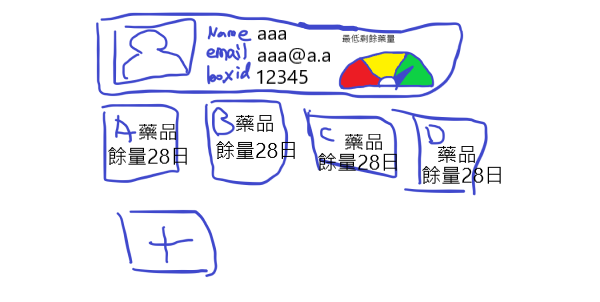 Name aaa
email aaa@a.a
boxid 12345
最低剩餘藥量
A 藥品
餘量28日
B 藥品
餘量28日
C 藥品
餘量28日
D 藥品
餘量28日
+